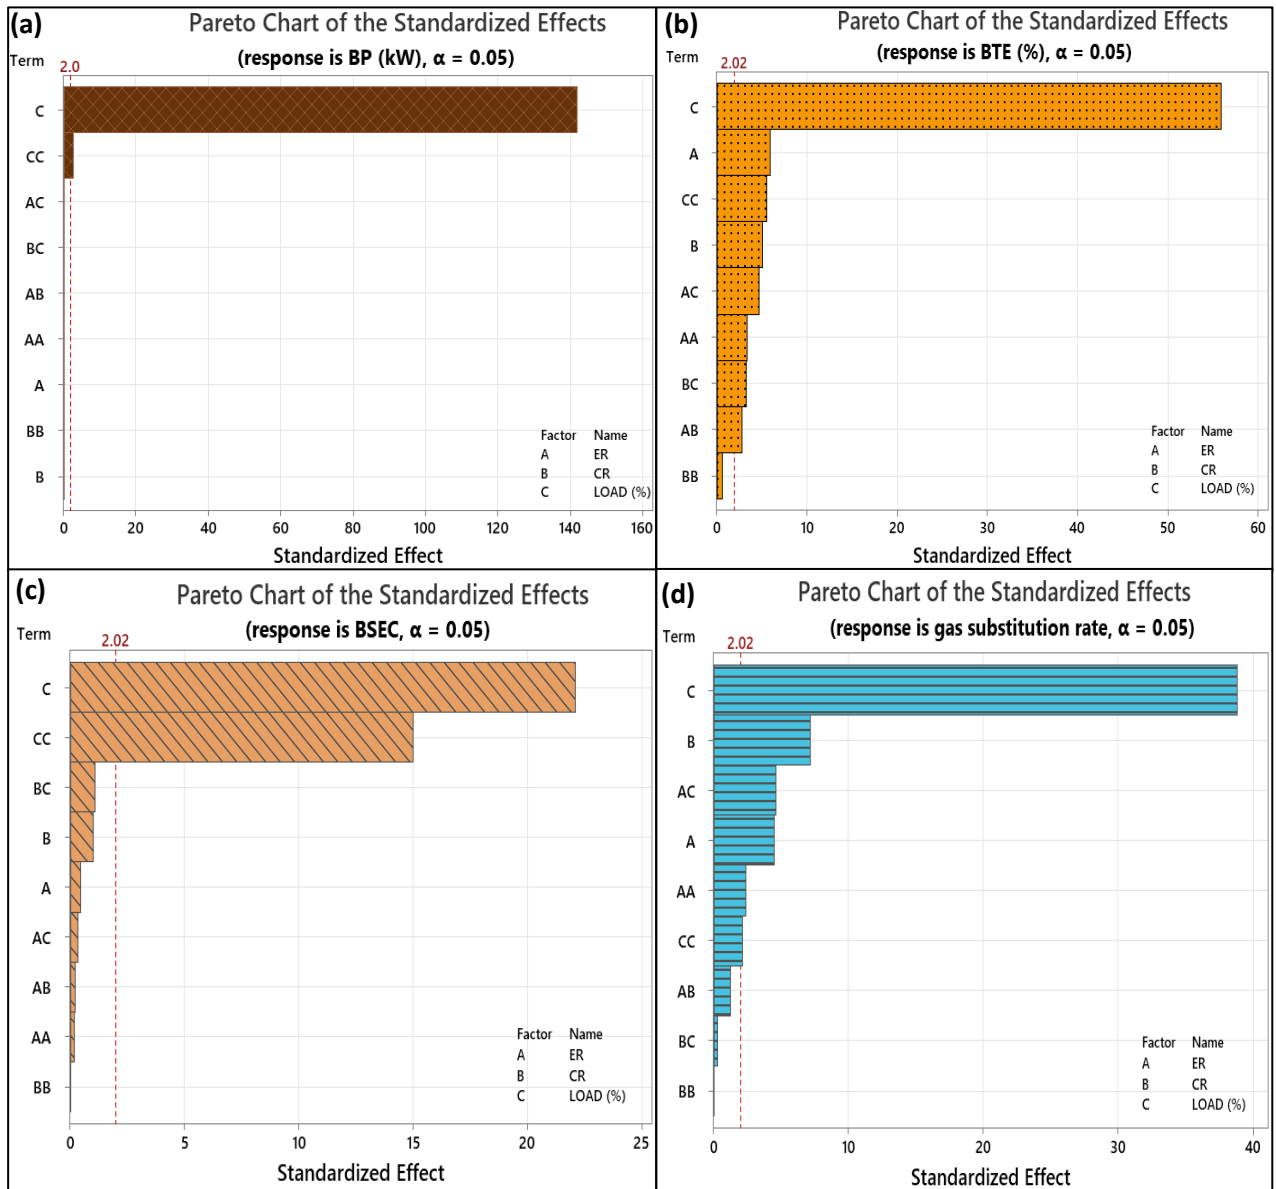 (a)
Pareto Chart of the Standardized Effects
(response is BP (kW), α = 0.05)
Term
2.0
C
CC
AC
BC
AB
AA
A
BB
B
Factor Name
A ER
B CR
C LOAD (%)
0 20 40 60 80 100 120 140 160
Standardized Effect
(b)
Pareto Chart of the Standardized Effects
(response is BTE (%), α = 0.05)
Term
2.02
C
A
CC
B
AC
AA
BC
AB
BB
Factor Name
A ER
B CR
C LOAD (%)
0 10 20 30 40 50 60
Standardized Effect
(c)
Pareto Chart of the Standardized Effects
(response is BSEC, α = 0.05)
Term
2.02
C
CC
BC
B
A
AC
AB
AA
BB
Factor Name
A ER
B CR
C LOAD (%)
0 5 10 15 20 25
Standardized Effect
(d)
Pareto Chart of the Standardized Effects
(response is gas substitution rate, α = 0.05)
Term
2.02
C
B
AC
A
AA
CC
AB
BC
BB
Factor Name
A ER
B CR
C LOAD (%)
0 10 20 30 40
Standardized Effect